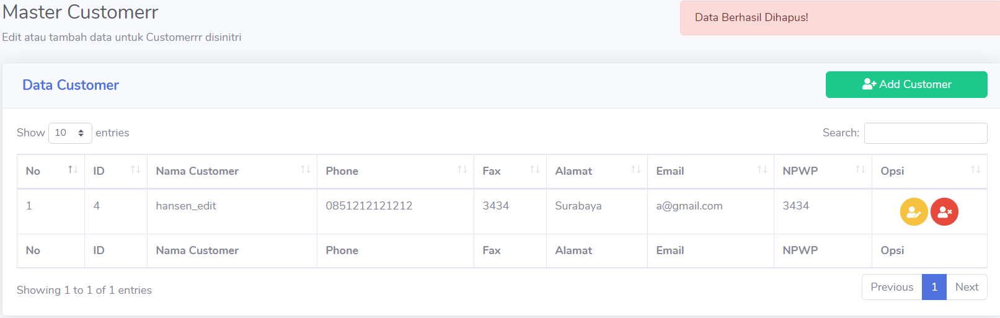 Master Customerr
Data Berhasil Dihapus!
Edit atau tambah data untuk Customerrr disinitri
Data Customer
Add Customer
Show 10 entries
Search:
No ID Nama Customer Phone Fax Alamat Email NPWP Opsi
1 4 hansen_edit 0851212121212 3434 Surabaya a@gmail.com 3434
No ID Nama Customer Phone Fax Alamat Email NPWP Opsi
Showing 1 to 1 of 1 entries
Previous 1 Next